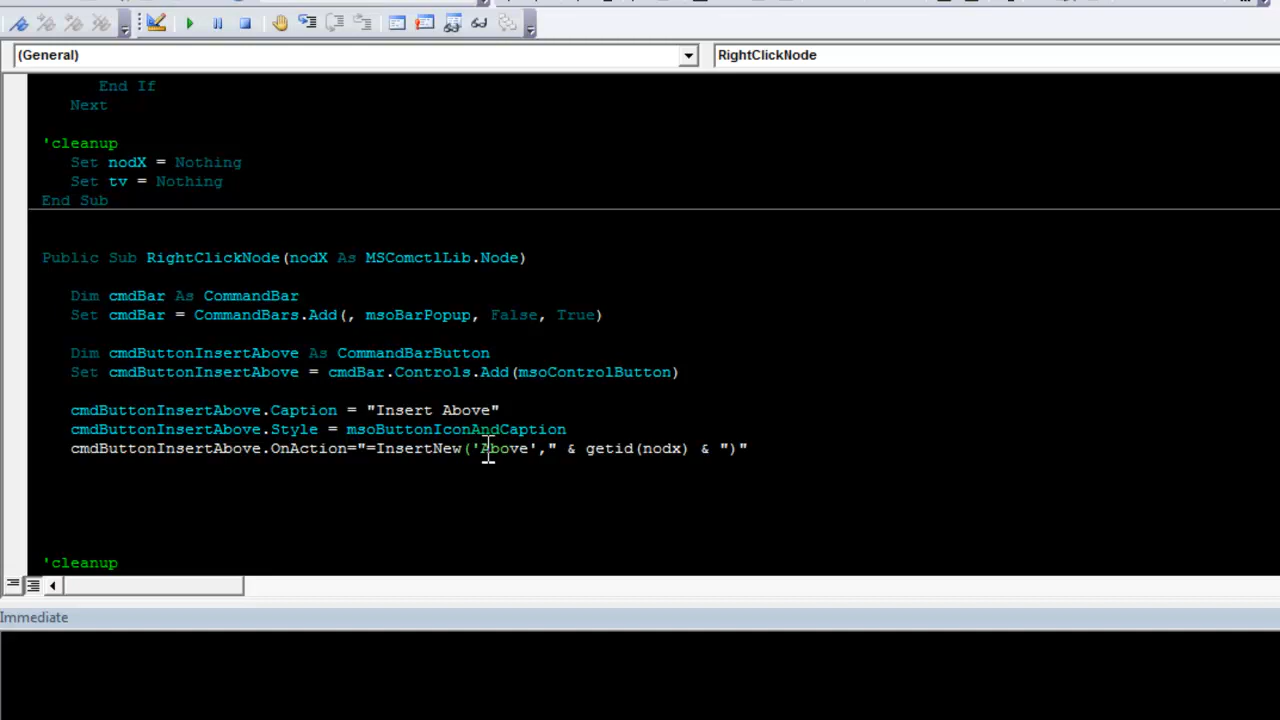 (General)
RightClickNode
End If
Next
'cleanup
Set nodX = Nothing
Set tv = Nothing
End Sub
Public Sub RightClickNode(nodX As MSComctlLib.Node)
Dim cmdBar As CommandBar
Set cmdBar = CommandBars.Add(, msoBarPopup, False, True)
Dim cmdButtonInsertAbove As CommandBarButton
Set cmdButtonInsertAbove = cmdBar.Controls.Add(msoControlButton)
cmdButtonInsertAbove.Caption = "Insert Above"
cmdButtonInsertAbove.Style = msoButtonIconAndCaption
cmdButtonInsertAbove.OnAction="=InsertNew('Above'," & getid(nodx) & ")"
'cleanup
Immediate